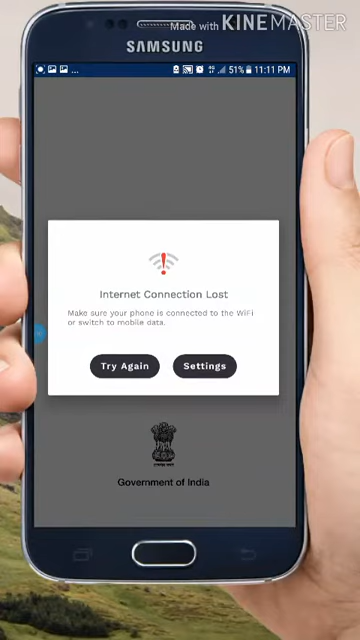 Made with KINEMASTER
SAMSUNG
... 4G 51% 11:11 PM
Internet Connection Lost
Make sure your phone is connected to the WiFi
or switch to mobile data.
Try Again
Settings
Government of India